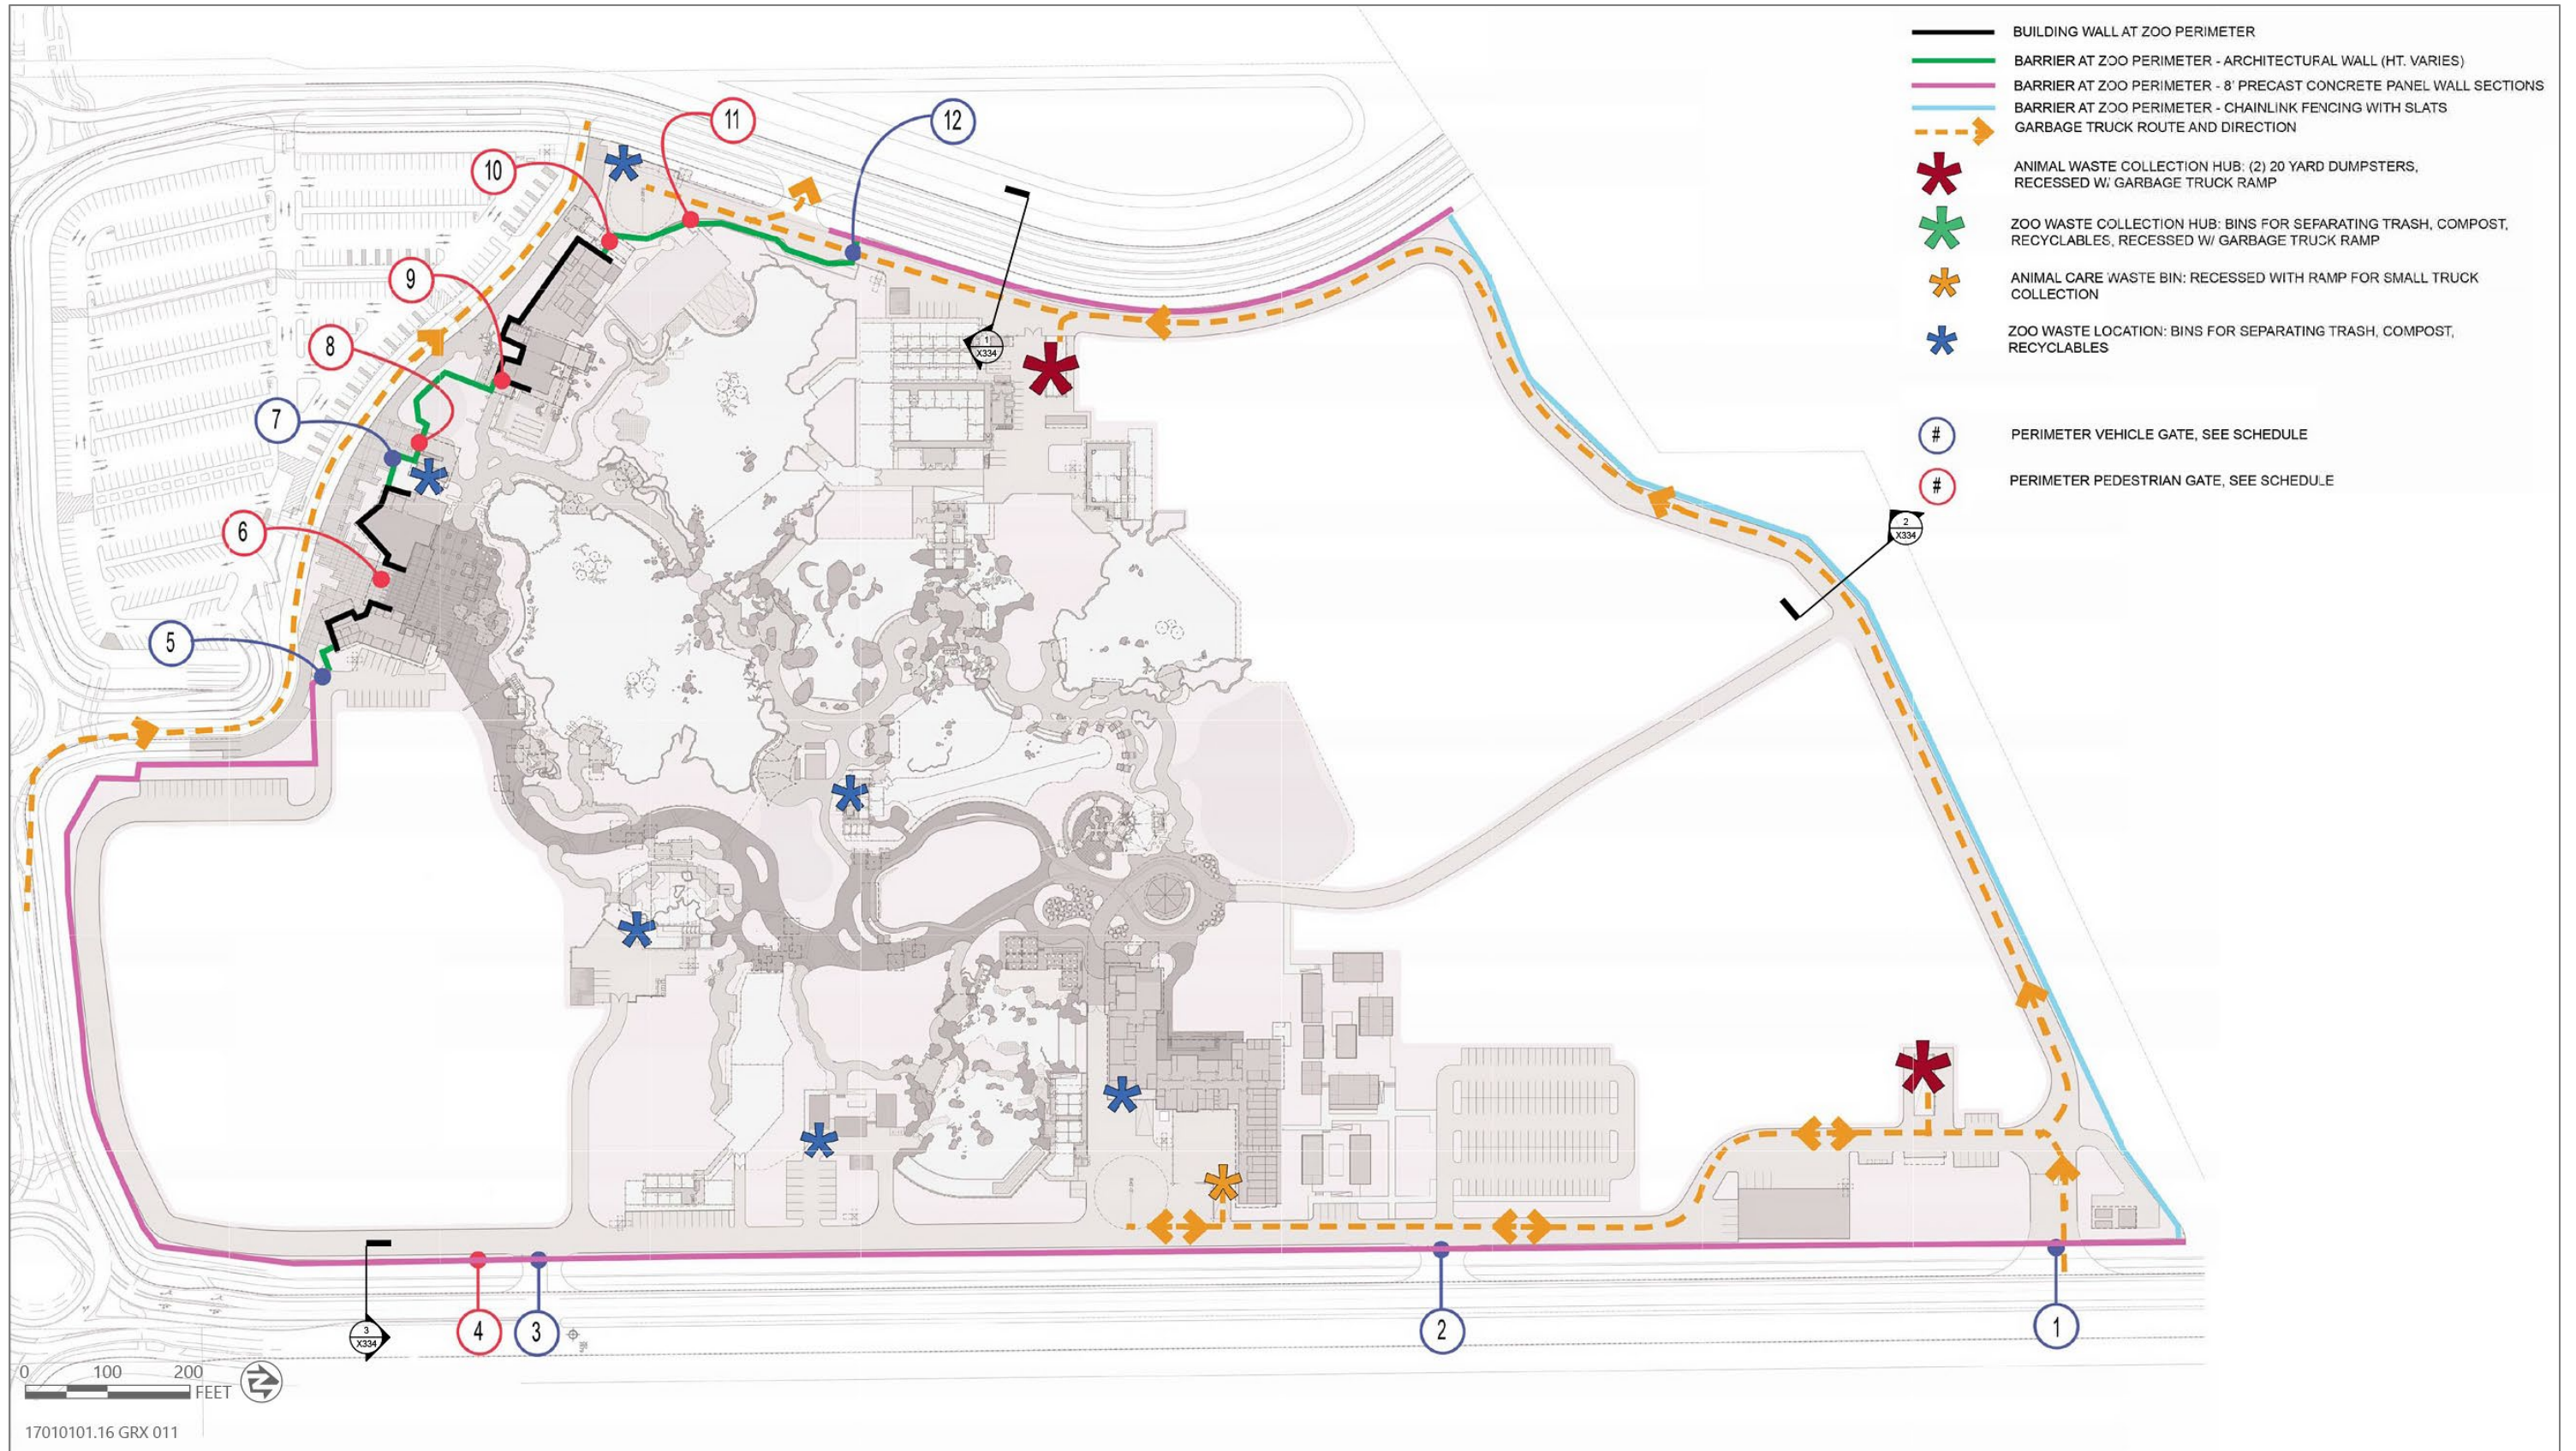 BUILDING WALL AT ZOO PERIMETER
BARRIER AT ZOO PERIMETER - ARCHITECTURAL WALL (HT. VARIES)
BARRIER AT ZOO PERIMETER - 8' PRECAST CONCRETE PANEL WALL SECTIONS
BARRIER AT ZOO PERIMETER - CHAINLINK FENCING WITH SLATS
GARBAGE TRUCK ROUTE AND DIRECTION
ANIMAL WASTE COLLECTION HUB: (2) 20 YARD DUMPSTERS,
RECESSED W/ GARBAGE TRUCK RAMP
ZOO WASTE COLLECTION HUB: BINS FOR SEPARATING TRASH, COMPOST,
RECYCLABLES, RECESSED W/ GARBAGE TRUCK RAMP
ANIMAL CARE WASTE BIN: RECESSED WITH RAMP FOR SMALL TRUCK
COLLECTION
ZOO WASTE LOCATION: BINS FOR SEPARATING TRASH, COMPOST,
RECYCLABLES
# PERIMETER VEHICLE GATE, SEE SCHEDULE
# PERIMETER PEDESTRIAN GATE, SEE SCHEDULE
11
12
10
9
8
7
6
5
1
X334
2
X334
3
X334
4
3
2
1
0 100 200
FEET
17010101.16 GRX 011